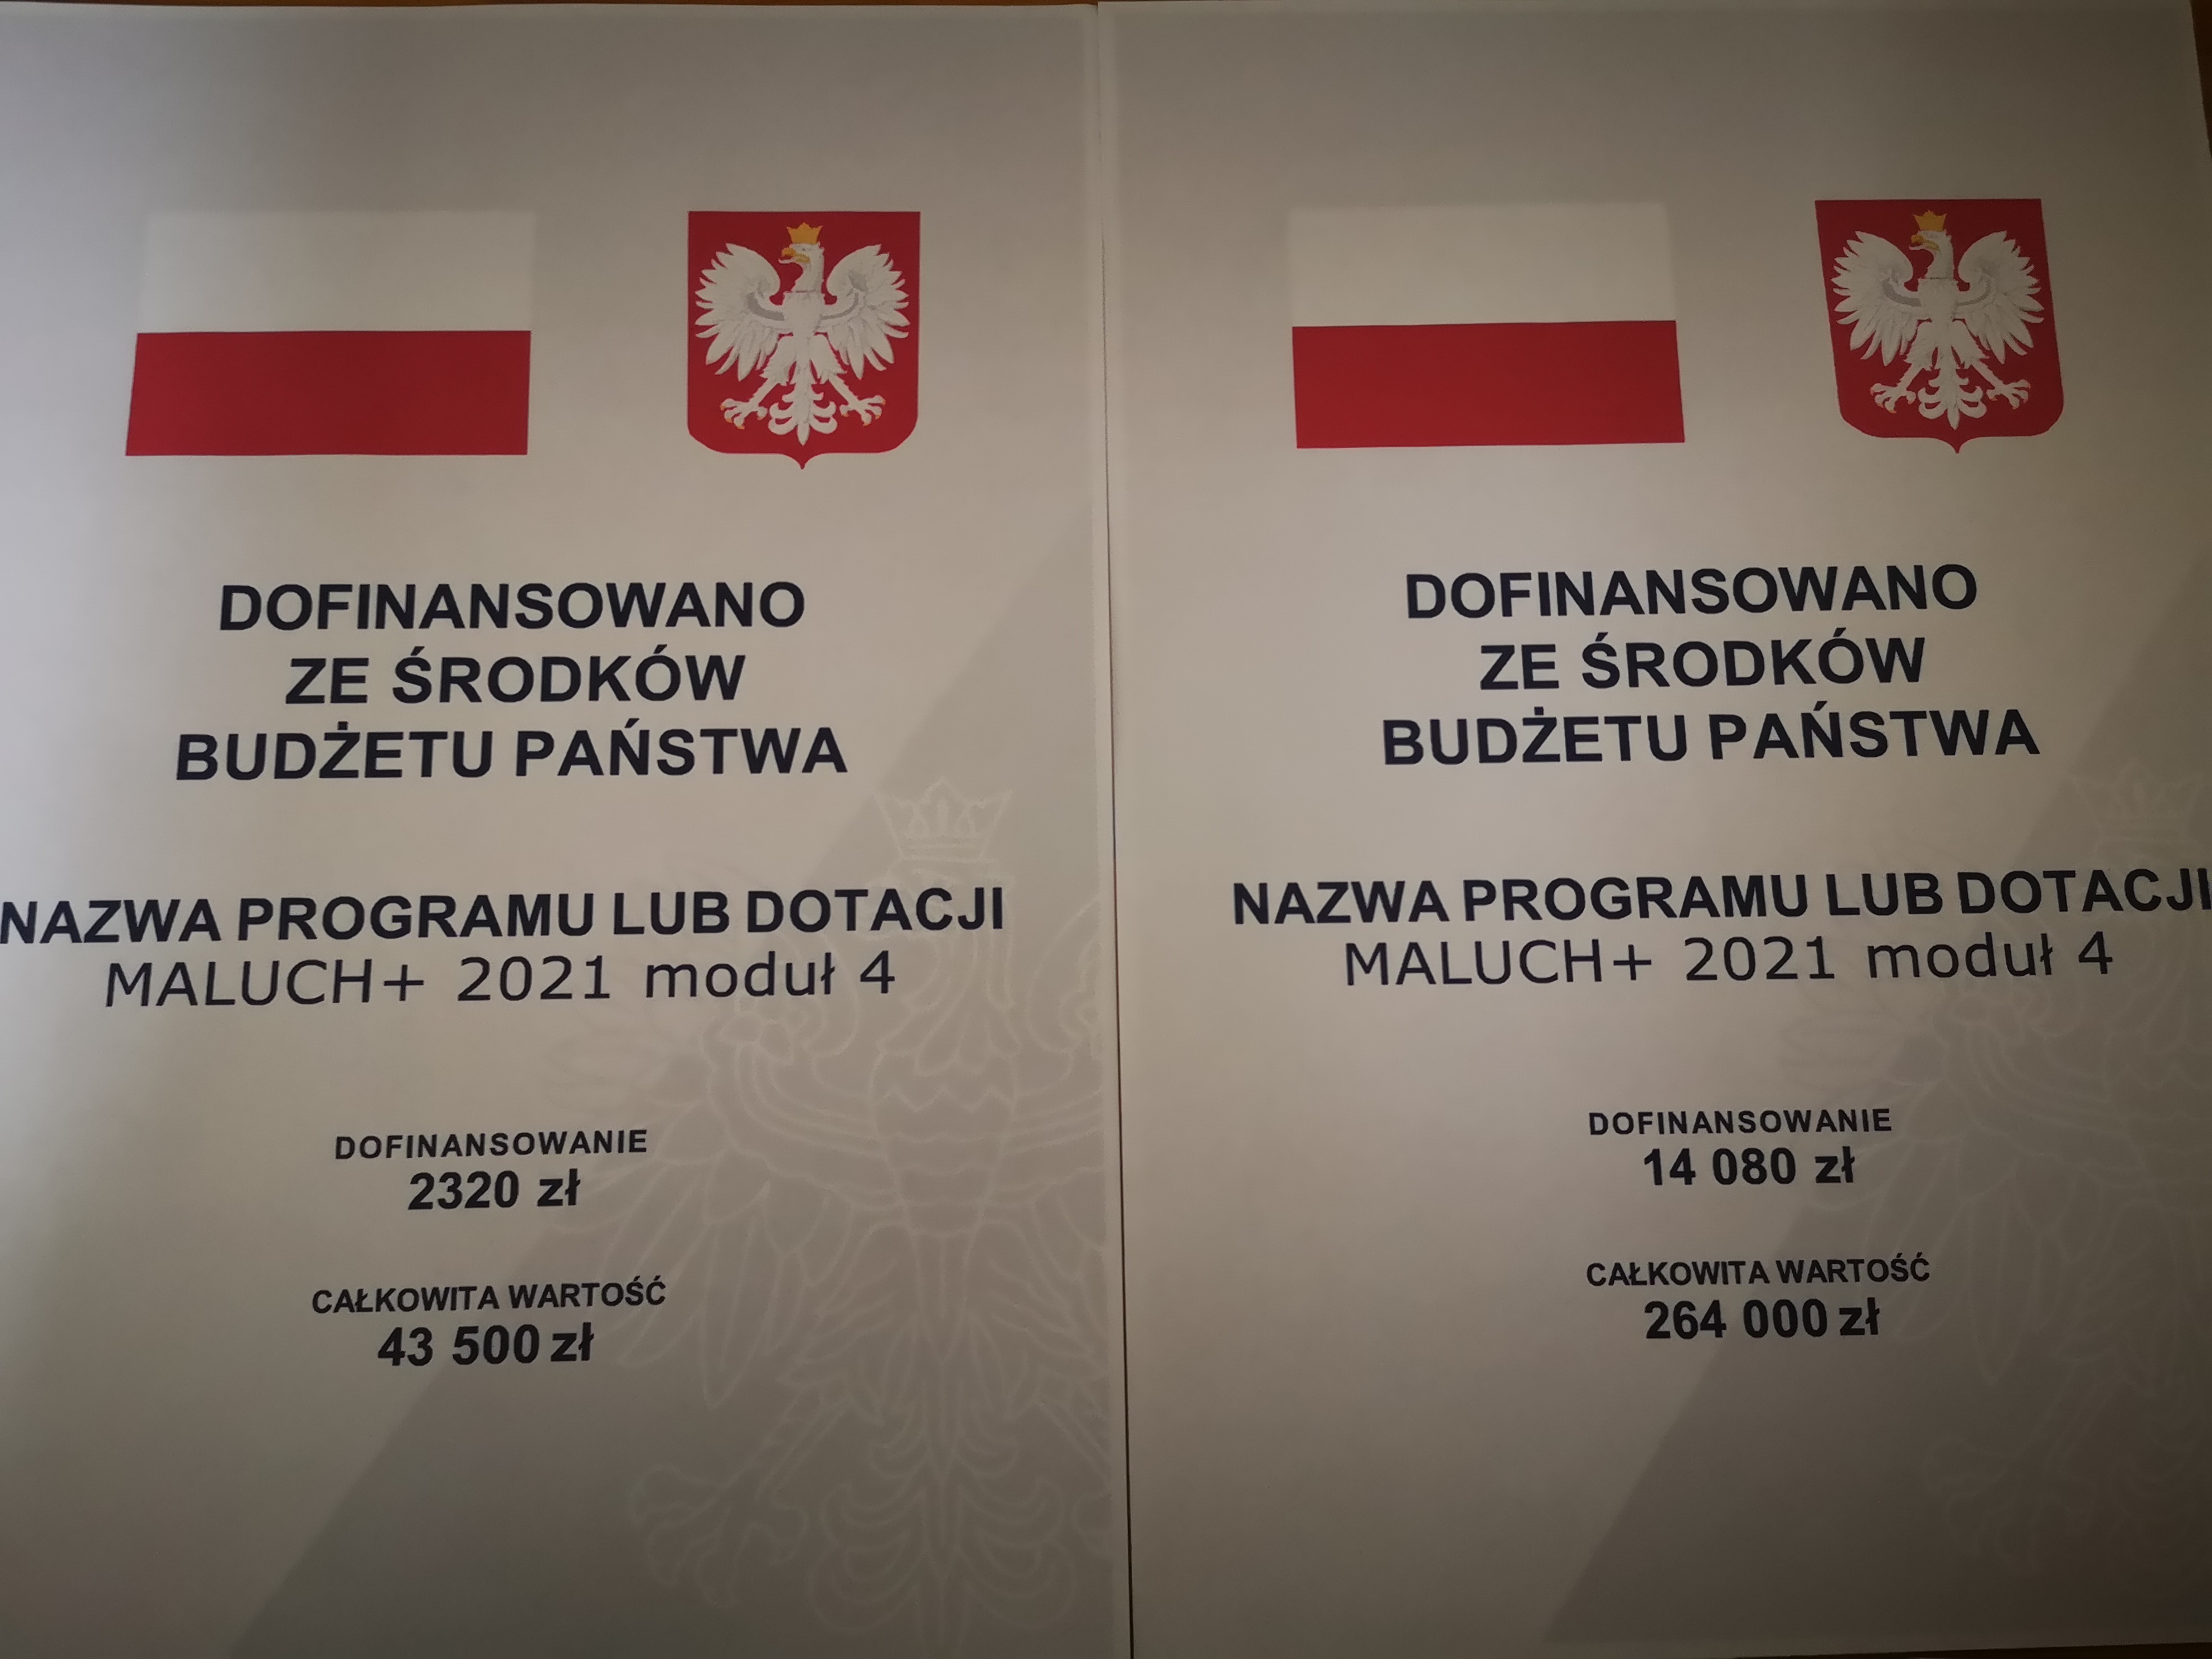 DOFINANSOWANO
ZE ŚRODKÓW
BUDŻETU PAŃSTWA
NAZWA PROGRAMU LUB DOTACJI
MALUCH+ 2021 moduł 4
DOFINANSOWANIE
2320 zł
CAŁKOWITA WARTOŚĆ
43 500 zł
DOFINANSOWANO
ZE ŚRODKÓW
BUDŻETU PAŃSTWA
NAZWA PROGRAMU LUB DOTACJI
MALUCH+ 2021 moduł 4
DOFINANSOWANIE
14 080 zł
CAŁKOWITA WARTOŚĆ
264 000 zł